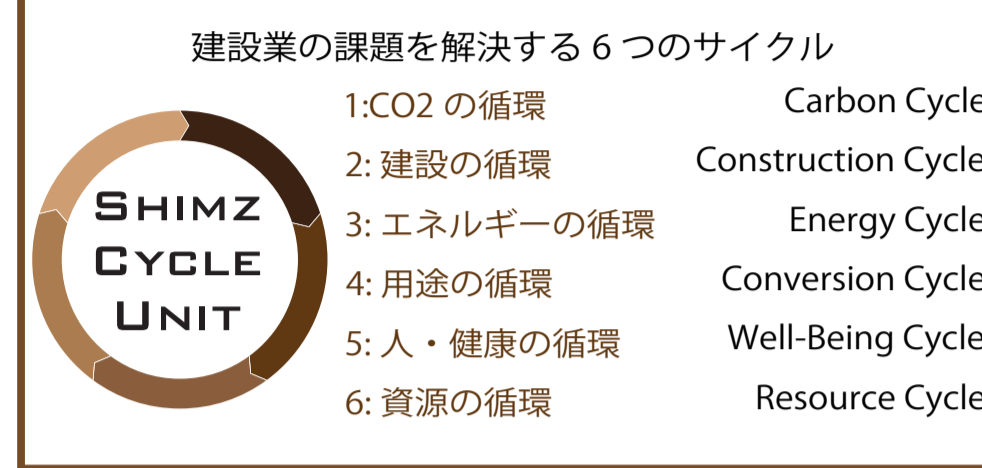 建設業の課題を解決する6つのサイクル
SHIMZ
CYCLE
UNIT
1:CO2 の循環 Carbon Cycle
2: 建設の循環 Construction Cycle
3: エネルギーの循環 Energy Cycle
4: 用途の循環 Conversion Cycle
5: 人・健康の循環 Well-Being Cycle
6: 資源の循環 Resource Cycle